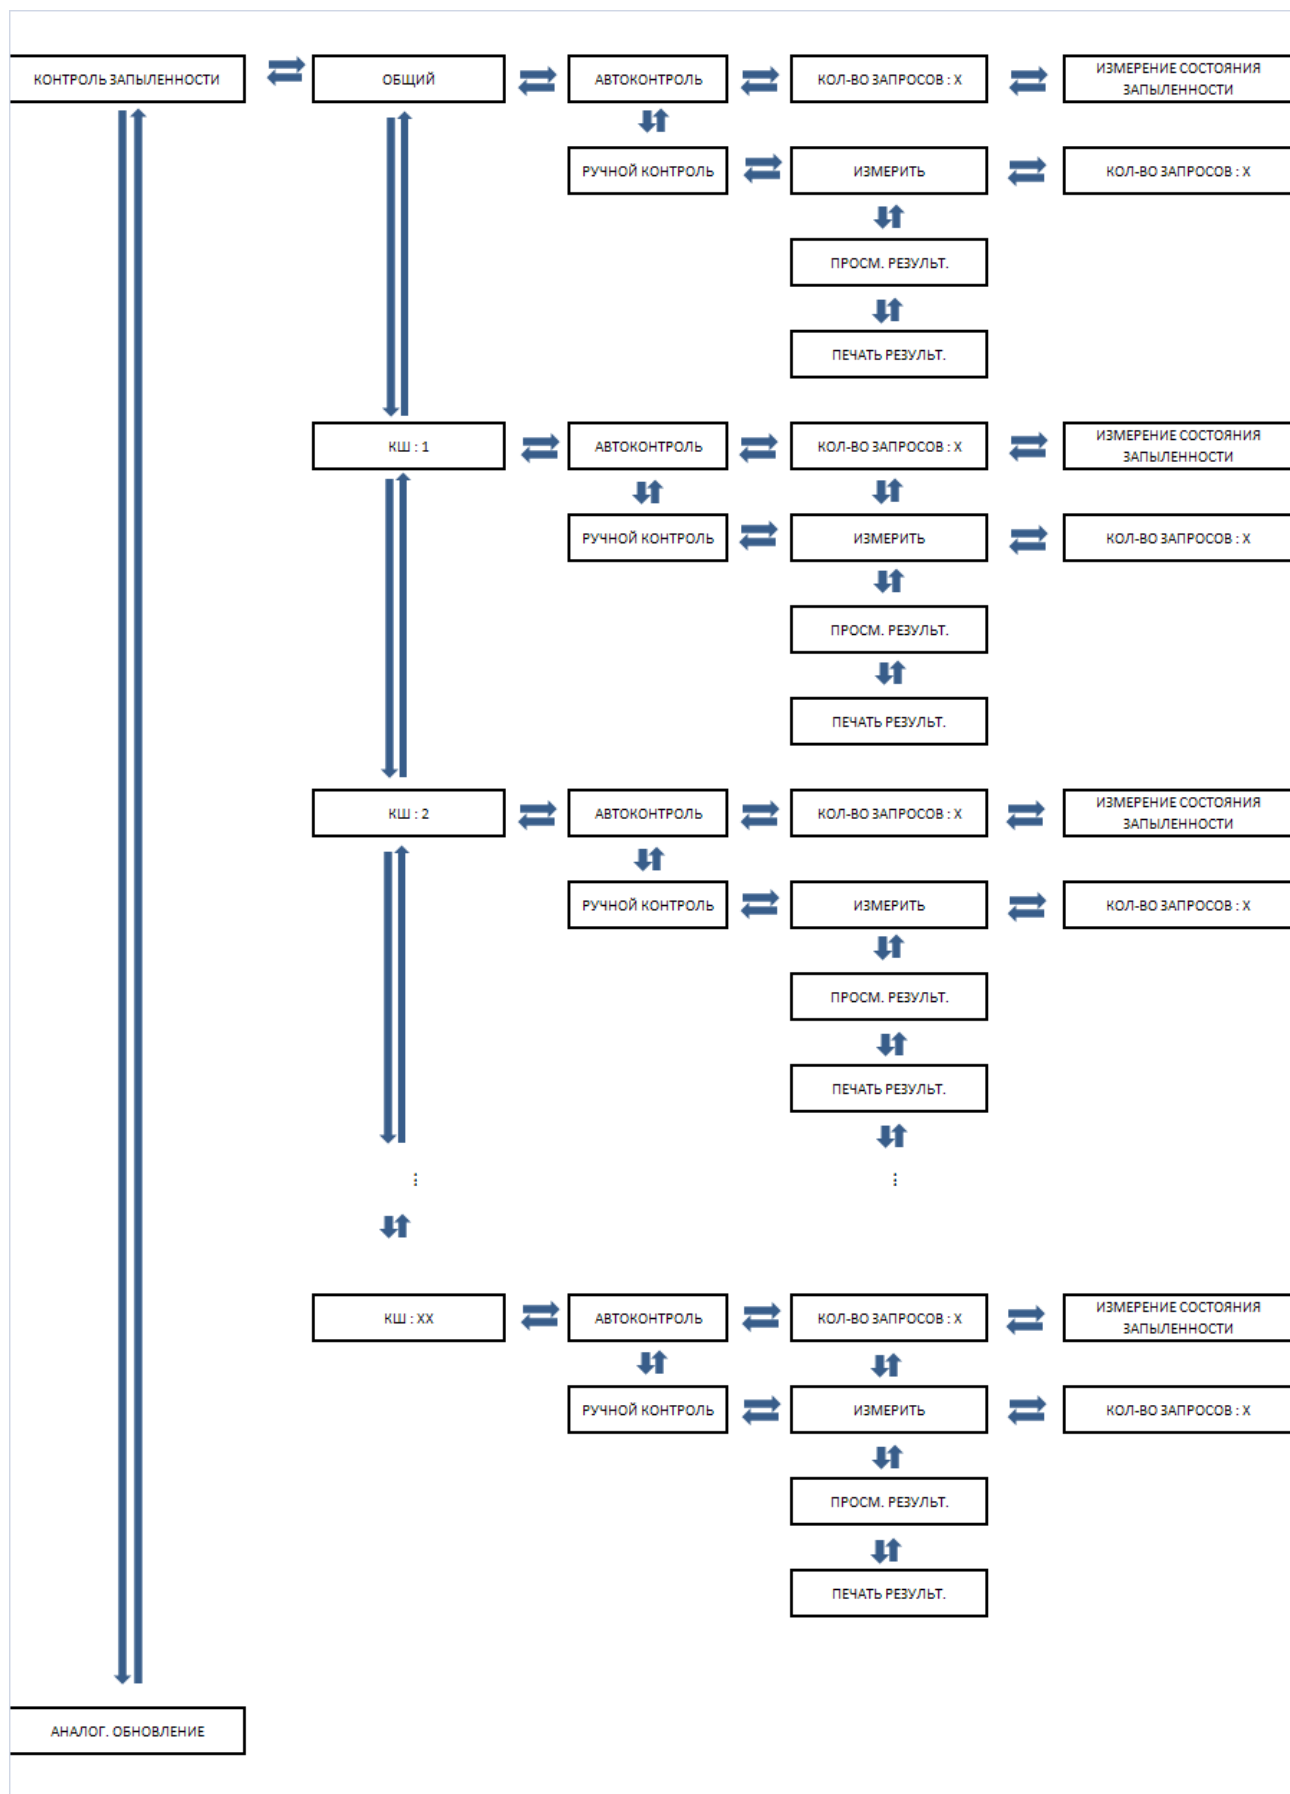 КОНТРОЛЬ ЗАПЫЛЕННОСТИ
ОБЩИЙ
АВТОКОНТРОЛЬ
КОЛ-ВО ЗАПРОСОВ : X
ИЗМЕРЕНИЕ СОСТОЯНИЯ
ЗАПЫЛЕННОСТИ
РУЧНОЙ КОНТРОЛЬ
ИЗМЕРИТЬ
КОЛ-ВО ЗАПРОСОВ : X
ПРОСМ. РЕЗУЛЬТ.
ПЕЧАТЬ РЕЗУЛЬТ.
КШ : 1
АВТОКОНТРОЛЬ
КОЛ-ВО ЗАПРОСОВ : X
ИЗМЕРЕНИЕ СОСТОЯНИЯ
ЗАПЫЛЕННОСТИ
РУЧНОЙ КОНТРОЛЬ
ИЗМЕРИТЬ
КОЛ-ВО ЗАПРОСОВ : X
ПРОСМ. РЕЗУЛЬТ.
ПЕЧАТЬ РЕЗУЛЬТ.
КШ : 2
АВТОКОНТРОЛЬ
КОЛ-ВО ЗАПРОСОВ : X
ИЗМЕРЕНИЕ СОСТОЯНИЯ
ЗАПЫЛЕННОСТИ
РУЧНОЙ КОНТРОЛЬ
ИЗМЕРИТЬ
КОЛ-ВО ЗАПРОСОВ : X
ПРОСМ. РЕЗУЛЬТ.
ПЕЧАТЬ РЕЗУЛЬТ.
⋮
⋮
КШ : XX
АВТОКОНТРОЛЬ
КОЛ-ВО ЗАПРОСОВ : X
ИЗМЕРЕНИЕ СОСТОЯНИЯ
ЗАПЫЛЕННОСТИ
РУЧНОЙ КОНТРОЛЬ
ИЗМЕРИТЬ
КОЛ-ВО ЗАПРОСОВ : X
ПРОСМ. РЕЗУЛЬТ.
ПЕЧАТЬ РЕЗУЛЬТ.
АНАЛОГ. ОБНОВЛЕНИЕ